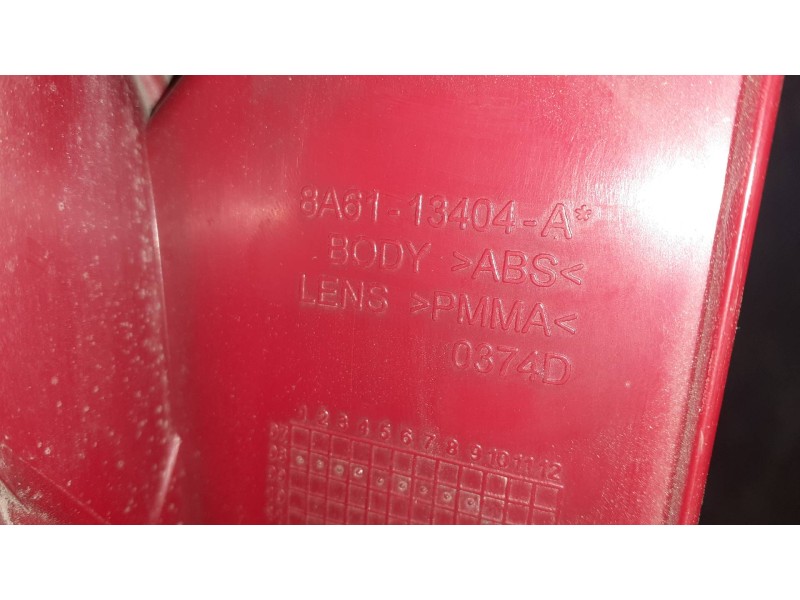 8A61-13404-A*
BODY >ABS<
LENS >PMMA<
0374D
1 2 3 4 5 6 7 8 9 10 11 12